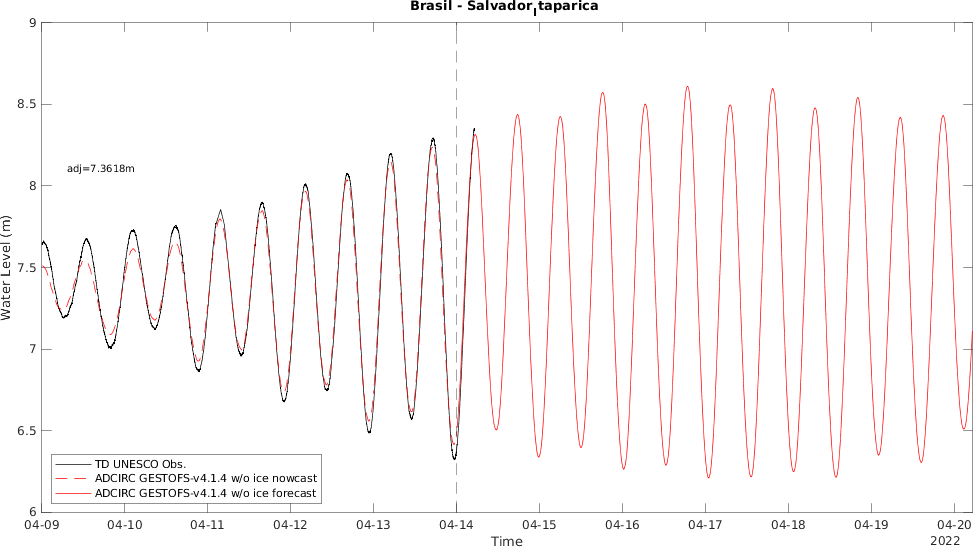 Brasil - Salvador_Itaparica
9
8.5
8
7.5
7
6.5
6
Water Level (m)
adj=7.3618m
TD UNESCO Obs.
ADCIRC GESTOFS-v4.1.4 w/o ice nowcast
ADCIRC GESTOFS-v4.1.4 w/o ice forecast
04-09 04-10 04-11 04-12 04-13 04-14 04-15 04-16 04-17 04-18 04-19 04-20
Time
2022